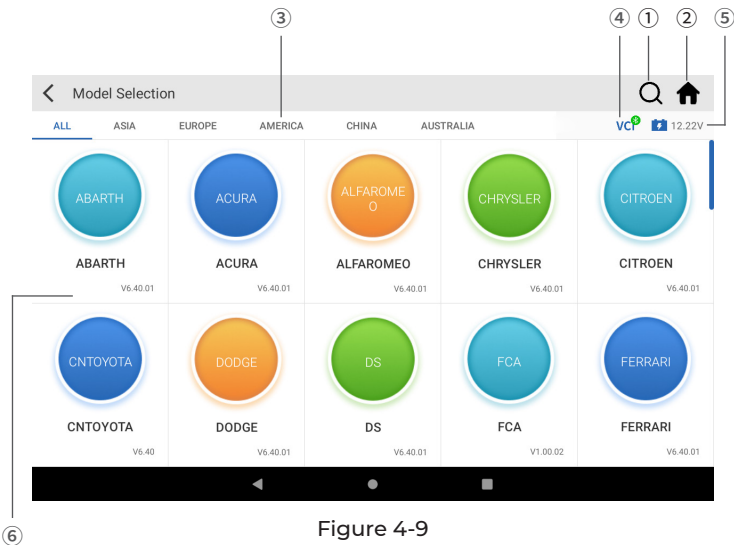 ③ ④ ① ② ⑤
Model Selection
ALL ASIA EUROPE AMERICA CHINA AUSTRALIA VCI 12.22V
ABARTH ACURA ALFAROME
O CHRYSLER CITROEN
ABARTH ACURA ALFAROMEO CHRYSLER CITROEN
V6.40.01 V6.40.01 V6.40.01 V6.40.01 V6.40.01
CNTOYOTA DODGE DS FCA FERRARI
CNTOYOTA DODGE DS FCA FERRARI
V6.40 V6.40.01 V6.40.01 V1.00.02 V6.40.01
⑥
Figure 4-9